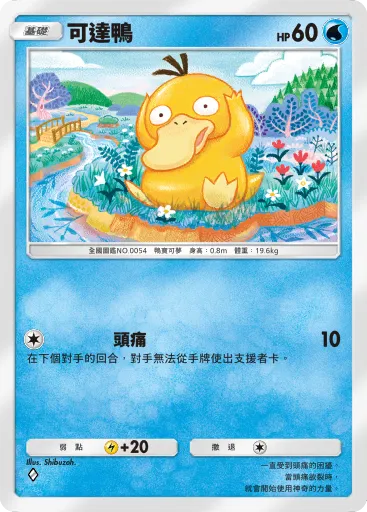 基礎 可達鴨 HP 60
全國圖鑑NO.0054 鴨寶可夢 身高:0.8m 體重:19.6kg
頭痛 10
在下個對手的回合,對手無法從手牌使出支援者卡。
弱點 +20 撤退
Illus. Shibuzoh.
一直受到頭痛的困擾。
當頭痛欲裂時,
就會開始使用神奇的力量。